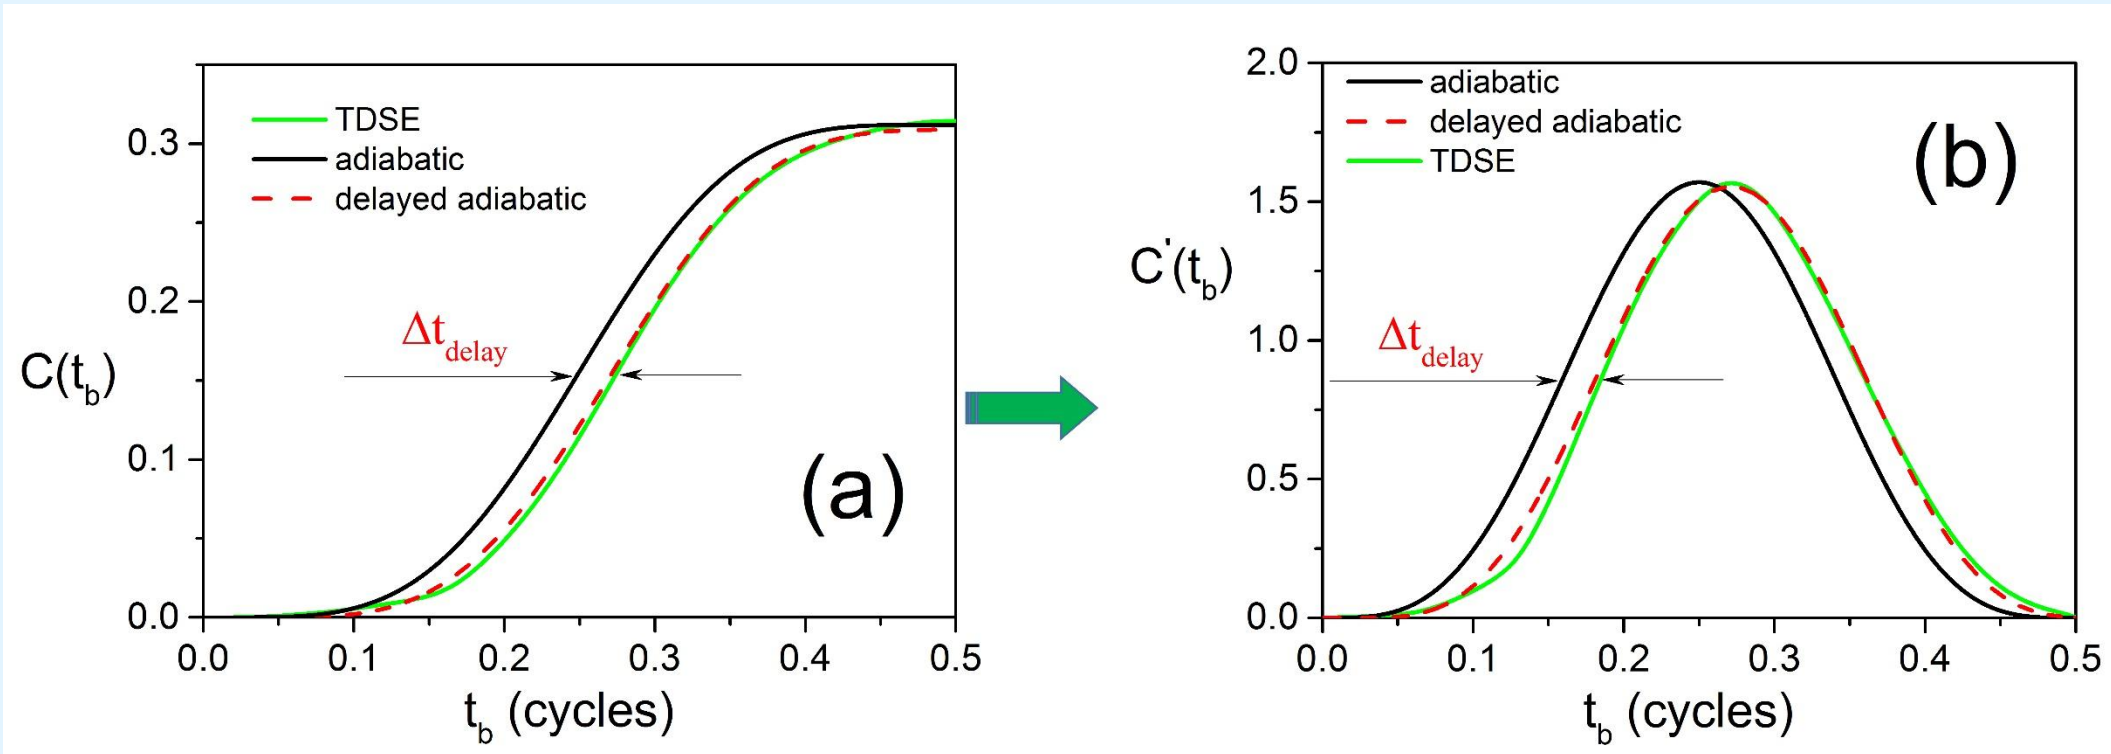 TDSE
adiabatic
delayed adiabatic
0.3
0.2
0.1
0.0
C(t_b)
Δt_delay
(a)
0.0 0.1 0.2 0.3 0.4 0.5
t_b (cycles)
adiabatic
delayed adiabatic
TDSE
2.0
1.5
1.0
0.5
0.0
C'(t_b)
Δt_delay
(b)
0.0 0.1 0.2 0.3 0.4 0.5
t_b (cycles)